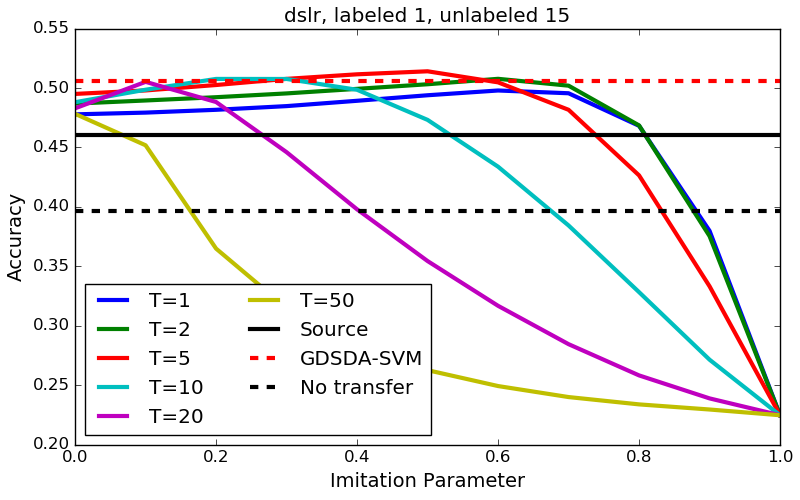 dslr, labeled 1, unlabeled 15
0.55
0.50
0.45
0.40
0.35
0.30
0.25
0.20
Accuracy
T=1
T=2
T=5
T=10
T=20
T=50
Source
GDSDA-SVM
No transfer
0.0 0.2 0.4 0.6 0.8 1.0
Imitation Parameter